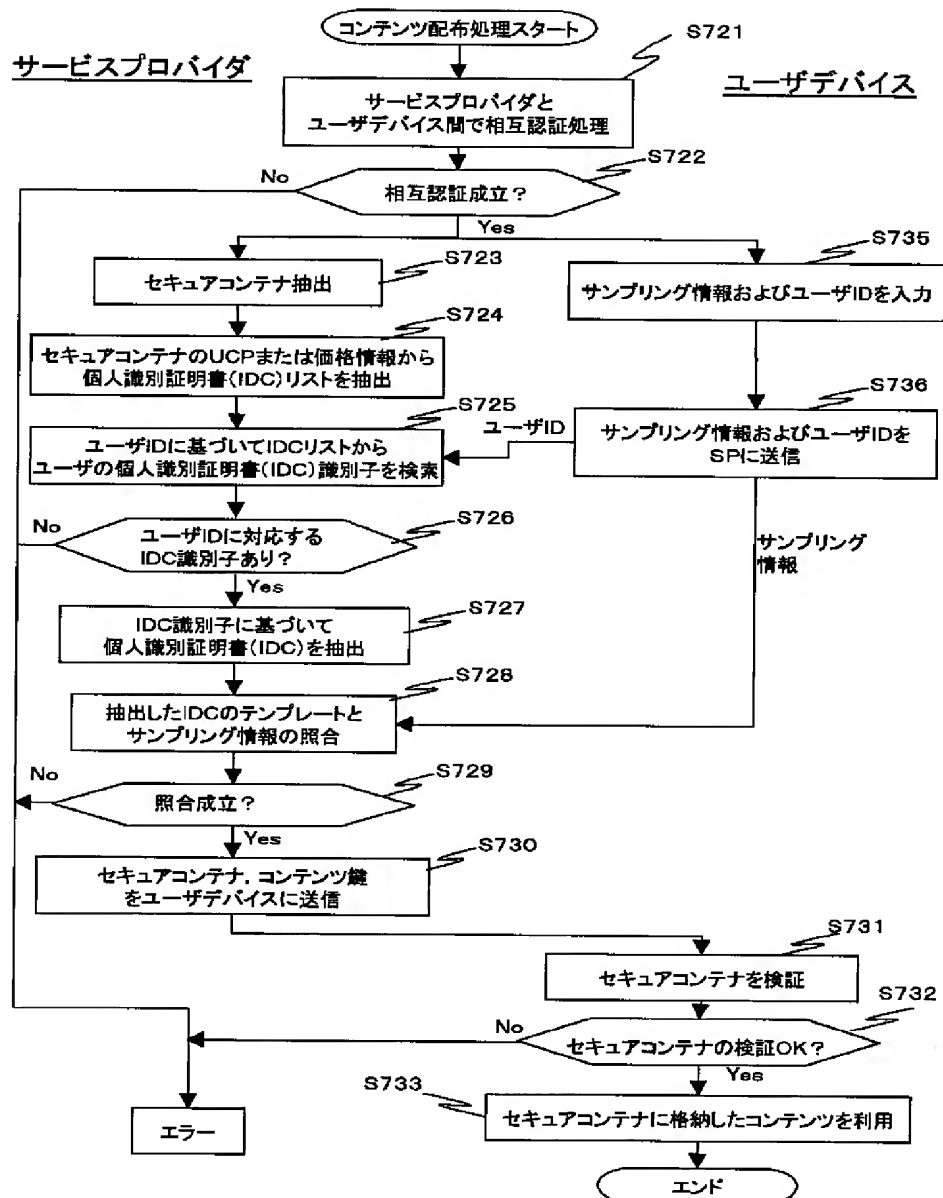 コンテンツ配布処理スタート
S721
サービスプロバイダ
ユーザデバイス
サービスプロバイダと
ユーザデバイス間で相互認証処理
S722
No
相互認証成立?
Yes
S723
S735
セキュアコンテナ抽出
サンプリング情報およびユーザIDを入力
S724
セキュアコンテナのUCPまたは価格情報から
個人識別証明書(IDC)リストを抽出
S725
S736
ユーザIDに基づいてIDCリストから
ユーザの個人識別証明書(IDC)識別子を検索
ユーザID
サンプリング情報およびユーザIDを
SPに送信
S726
No
ユーザIDに対応する
IDC識別子あり?
サンプリング
情報
Yes
S727
IDC識別子に基づいて
個人識別証明書(IDC)を抽出
S728
抽出したIDCのテンプレートと
サンプリング情報の照合
S729
No
照合成立?
Yes
S730
セキュアコンテナ,コンテンツ鍵
をユーザデバイスに送信
S731
セキュアコンテナを検証
S732
No
セキュアコンテナの検証OK?
Yes
S733
セキュアコンテナに格納したコンテンツを利用
エラー
エンド